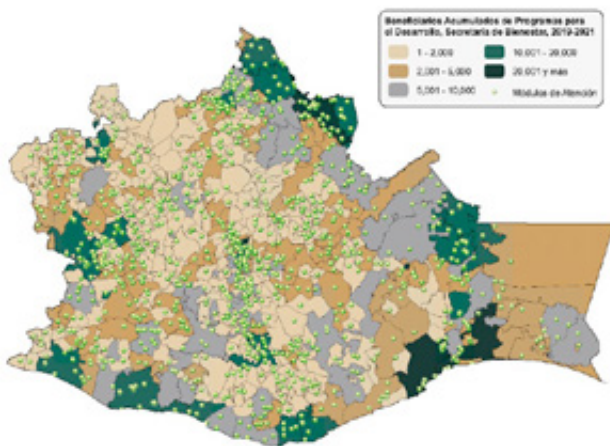 Beneficiarios Acumulados de Programas para
el Desarrollo, Secretaría de Bienestar, 2019-2021
1 - 2,000
2,001 - 5,000
5,001 - 10,000
10,001 - 20,000
20,001 y más
Módulos de Atención